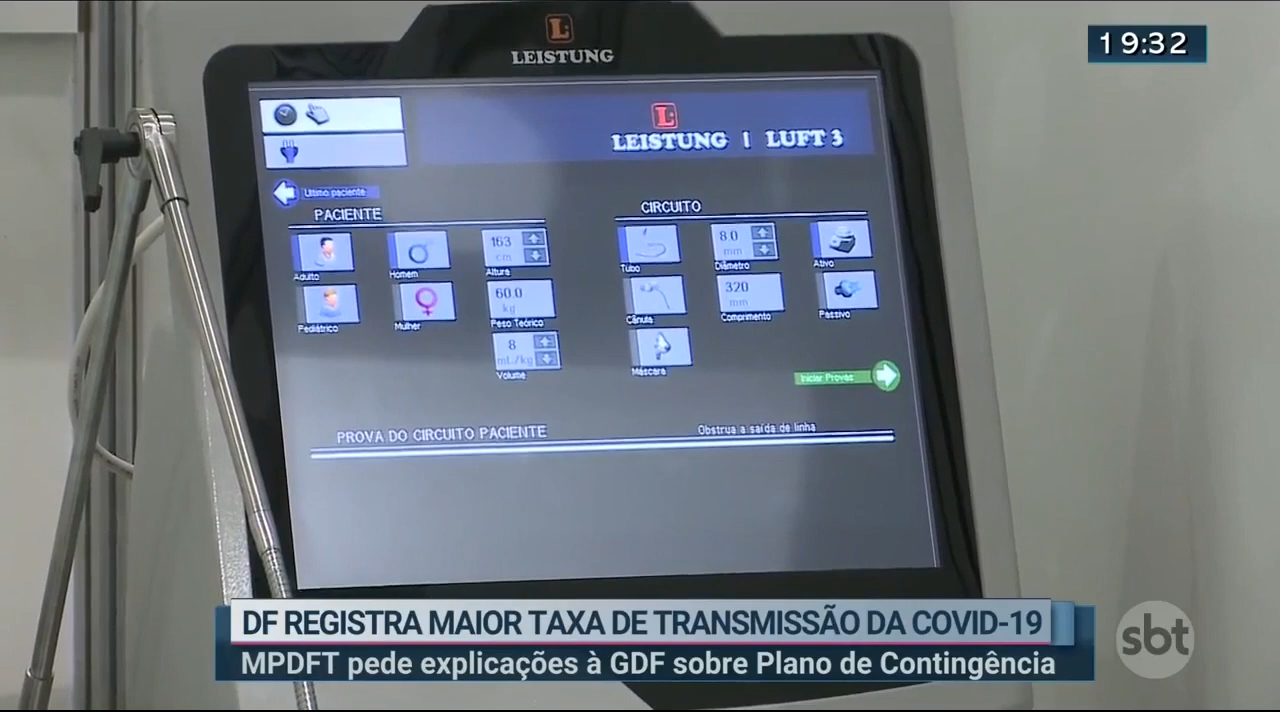 19:32
LEISTUNG
LEISTUNG | LUFT 3
Ultimo paciente
PACIENTE
CIRCUITO
163
cm
8.0
mm
Adulto
Homem
Altura
Tubo
Diâmetro
Ativo
60.0
kg
320
mm
Pediátrico
Mulher
Peso Teórico
Cânula
Comprimento
Passivo
8
mL/kg
Volume
Máscara
Iniciar Provas
PROVA DO CIRCUITO PACIENTE
Obstrua a saída de linha
DF REGISTRA MAIOR TAXA DE TRANSMISSÃO DA COVID-19
MPDFT pede explicações à GDF sobre Plano de Contingência
sbt